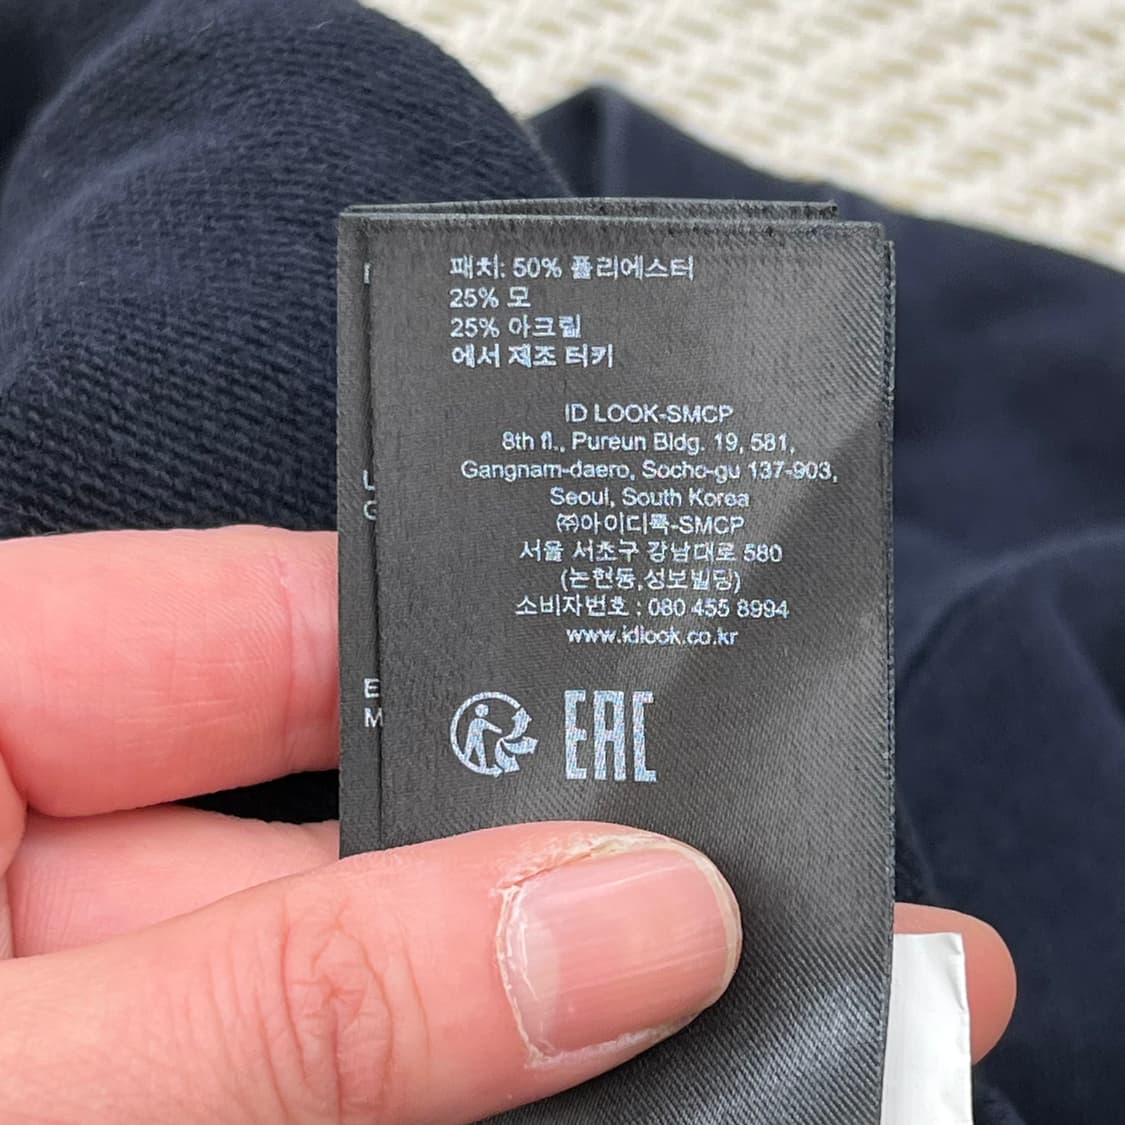 패치: 50% 폴리에스터
25% 모
25% 아크릴
에서 제조 터키
ID LOOK-SMCP
8th fl., Pureun Bldg. 19, 581,
Gangnam-daero, Socho-gu 137-903,
Seoul, South Korea
㈜아이디룩-SMCP
서울 서초구 강남대로 580
(논현동,성보빌딩)
소비자번호 : 080 455 8994
www.idlook.co.kr
EAC